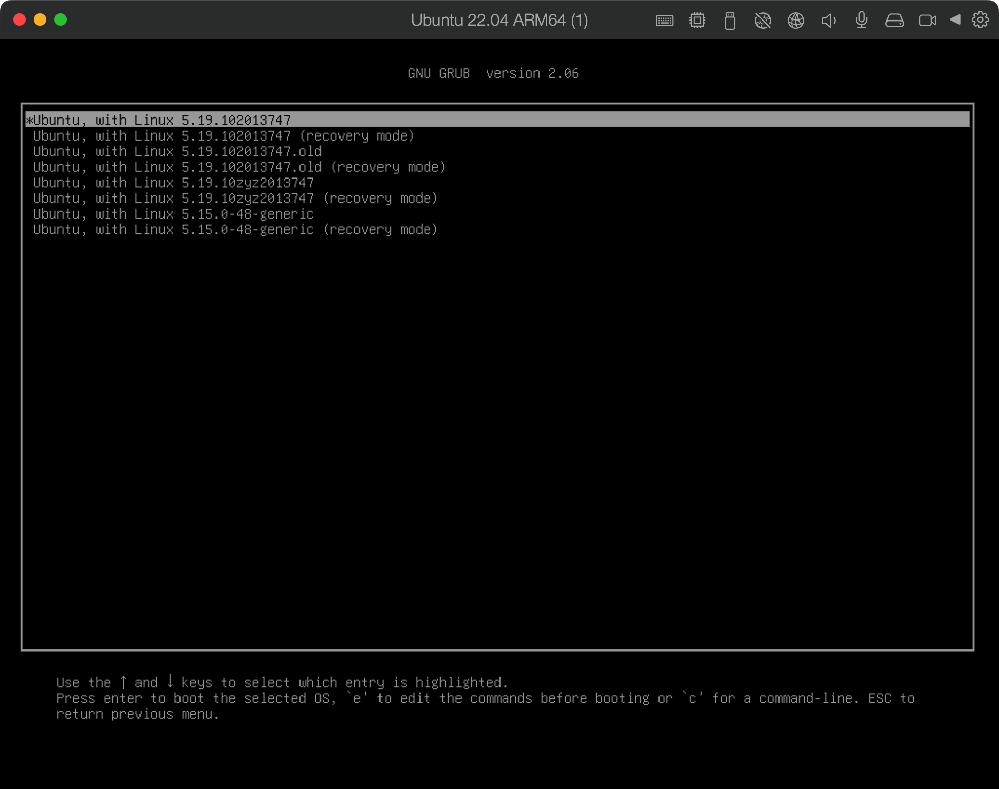 Ubuntu 22.04 ARM64 (1)
GNU GRUB  version 2.06
*Ubuntu, with Linux 5.19.102013747
Ubuntu, with Linux 5.19.102013747 (recovery mode)
Ubuntu, with Linux 5.19.102013747.old
Ubuntu, with Linux 5.19.102013747.old (recovery mode)
Ubuntu, with Linux 5.19.10zyz2013747
Ubuntu, with Linux 5.19.10zyz2013747 (recovery mode)
Ubuntu, with Linux 5.15.0-48-generic
Ubuntu, with Linux 5.15.0-48-generic (recovery mode)
Use the ↑ and ↓ keys to select which entry is highlighted.
Press enter to boot the selected OS, `e' to edit the commands before booting or `c' for a command-line. ESC to
return previous menu.